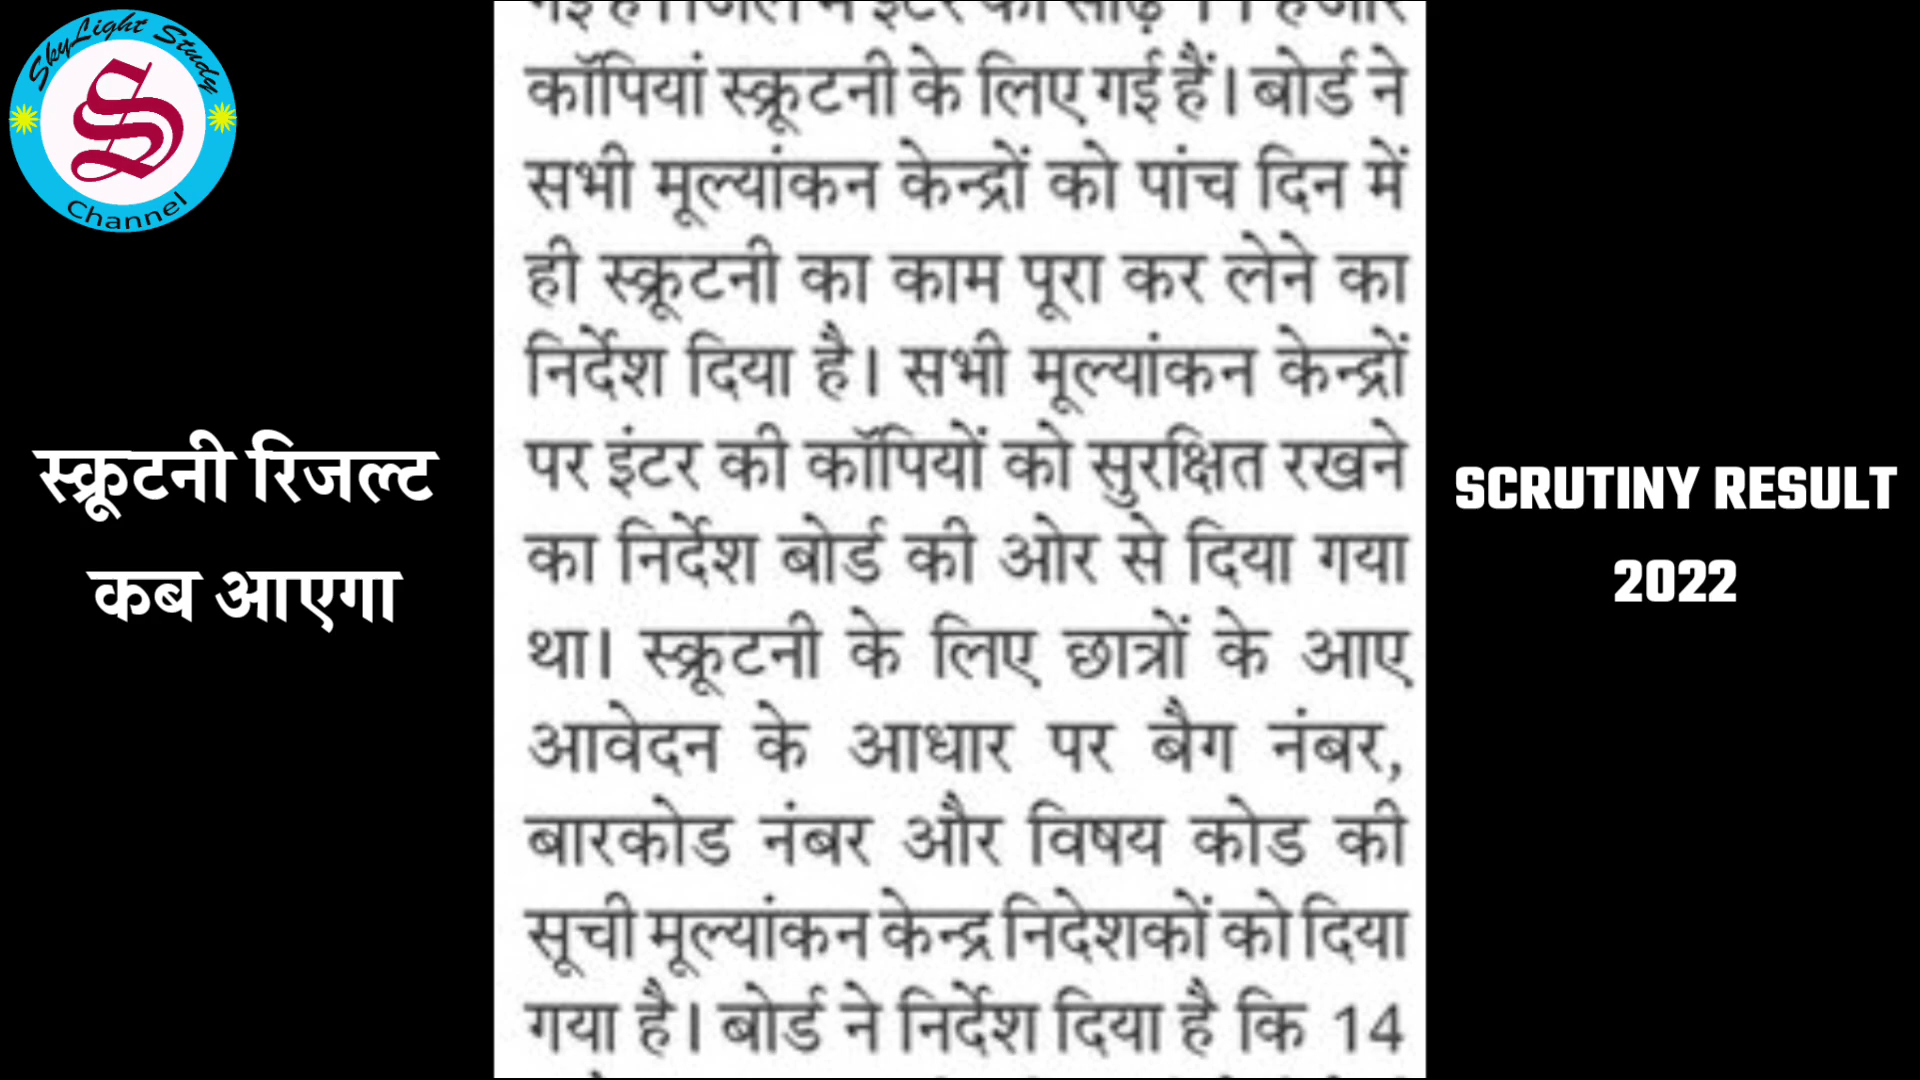 SkyLight Study
Channel
स्क्रूटनी रिजल्ट
कब आएगा
कॉपियां स्क्रूटनी के लिए गई हैं। बोर्ड ने
सभी मूल्यांकन केन्द्रों को पांच दिन में
ही स्क्रूटनी का काम पूरा कर लेने का
निर्देश दिया है। सभी मूल्यांकन केन्द्रों
पर इंटर की कॉपियों को सुरक्षित रखने
का निर्देश बोर्ड की ओर से दिया गया
था। स्क्रूटनी के लिए छात्रों के आए
आवेदन के आधार पर बैग नंबर,
बारकोड नंबर और विषय कोड की
सूची मूल्यांकन केन्द्र निदेशकों को दिया
गया है। बोर्ड ने निर्देश दिया है कि 14
SCRUTINY RESULT
2022